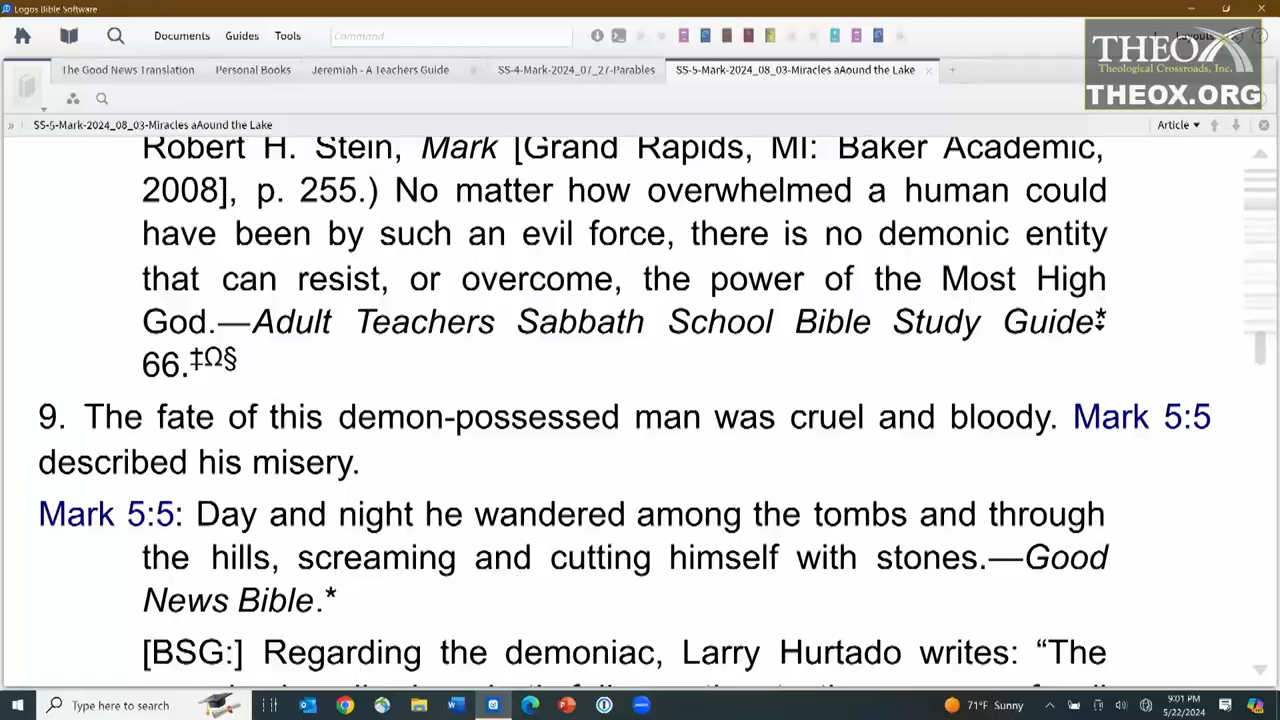 Logos Bible Software
Documents Guides Tools Command
THEOX
Theological Crossroads, Inc.
THEOX.ORG
The Good News Translation Personal Books Jeremiah - A Teache SS-4-Mark-2024_07_27-Parables SS-5-Mark-2024_08_03-Miracles aAound the Lake
SS-5-Mark-2024_08_03-Miracles aAound the Lake Article
Robert H. Stein, Mark [Grand Rapids, MI: Baker Academic,
2008], p. 255.) No matter how overwhelmed a human could
have been by such an evil force, there is no demonic entity
that can resist, or overcome, the power of the Most High
God.—Adult Teachers Sabbath School Bible Study Guide*
66.‡Ω§
9. The fate of this demon-possessed man was cruel and bloody. Mark 5:5
described his misery.
Mark 5:5: Day and night he wandered among the tombs and through
the hills, screaming and cutting himself with stones.—Good
News Bible.*
[BSG:] Regarding the demoniac, Larry Hurtado writes: “The
Type here to search
71°F Sunny
9:01 PM
5/22/2024